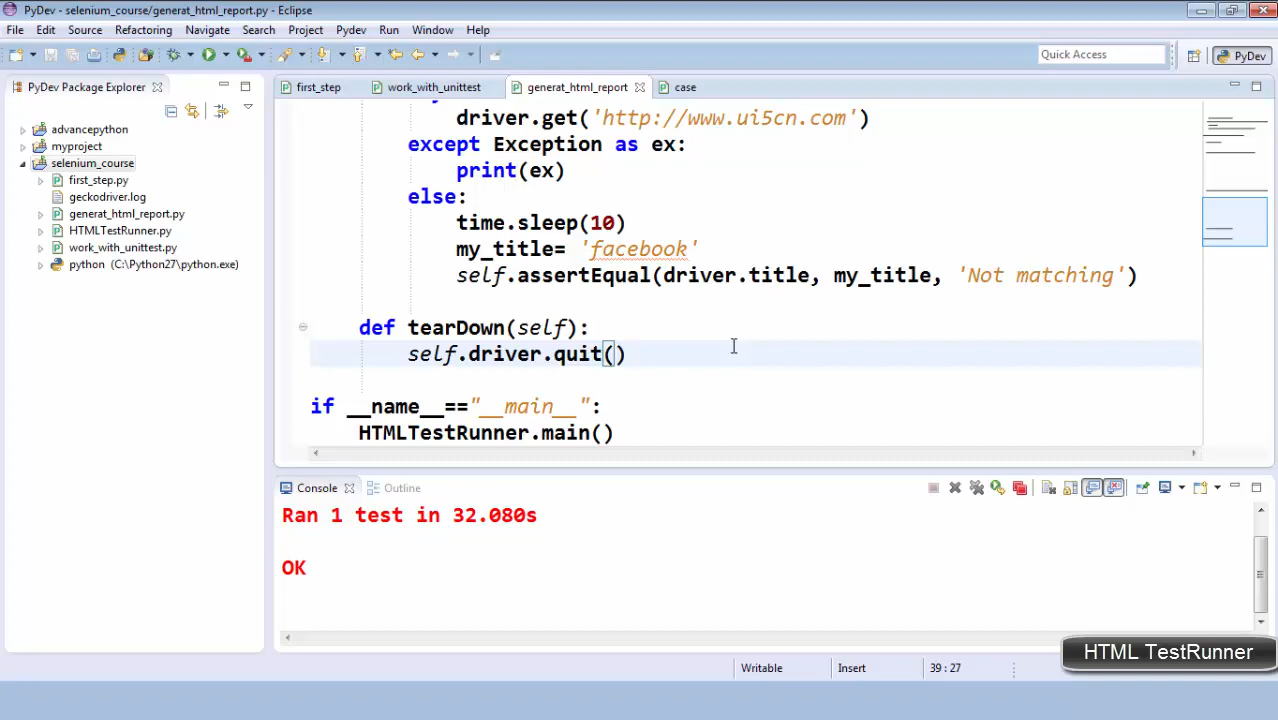 PyDev - selenium_course/generat_html_report.py - Eclipse
File Edit Source Refactoring Navigate Search Project Pydev Run Window Help
Quick Access
PyDev
PyDev Package Explorer
first_step work_with_unittest generat_html_report case
advancepython
myproject
selenium_course
first_step.py
geckodriver.log
generat_html_report.py
HTMLTestRunner.py
work_with_unittest.py
python (C:\Python27\python.exe)
driver.get('http://www.ui5cn.com')
except Exception as ex:
print(ex)
else:
time.sleep(10)
my_title= 'facebook'
self.assertEqual(driver.title, my_title, 'Not matching')
def tearDown(self):
self.driver.quit()
if __name__=="__main__":
HTMLTestRunner.main()
Console Outline
Ran 1 test in 32.080s
OK
HTML TestRunner
Writable Insert 39 : 27